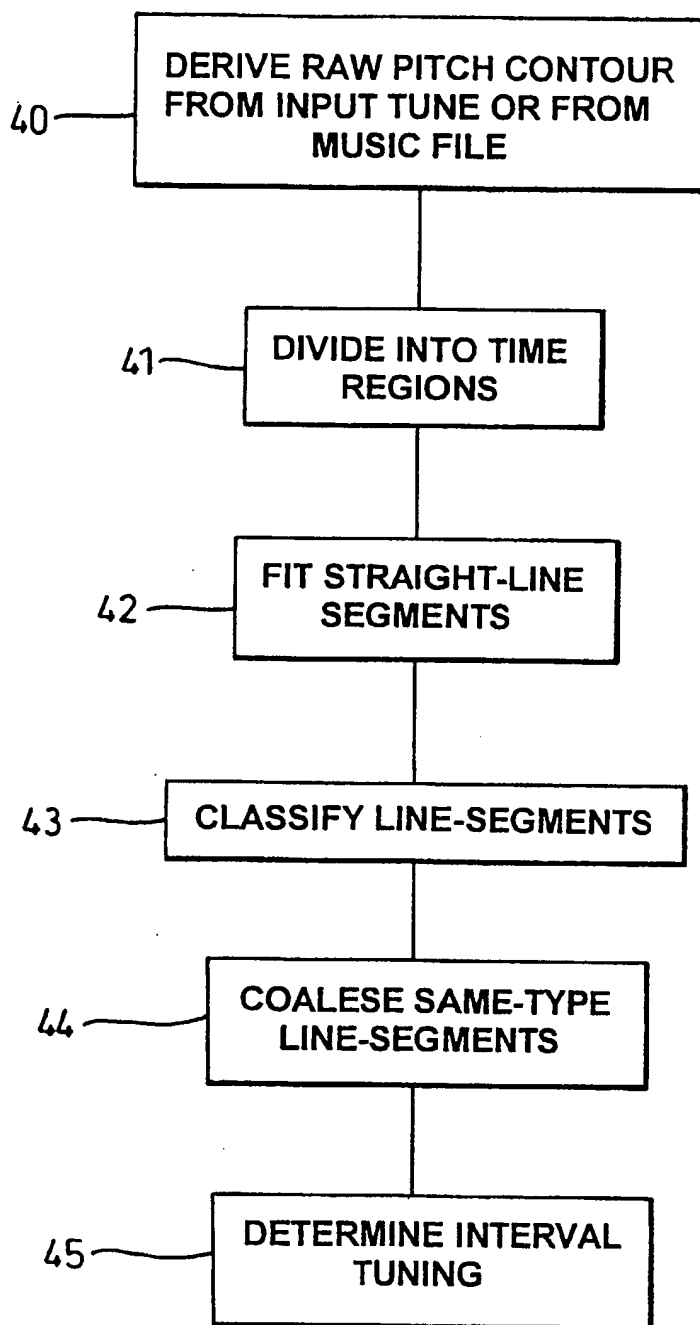 DERIVE RAW PITCH CONTOUR
FROM INPUT TUNE OR FROM
MUSIC FILE
40
DIVIDE INTO TIME
REGIONS
41
FIT STRAIGHT-LINE
SEGMENTS
42
CLASSIFY LINE-SEGMENTS
43
COALESE SAME-TYPE
LINE-SEGMENTS
44
DETERMINE INTERVAL
TUNING
45